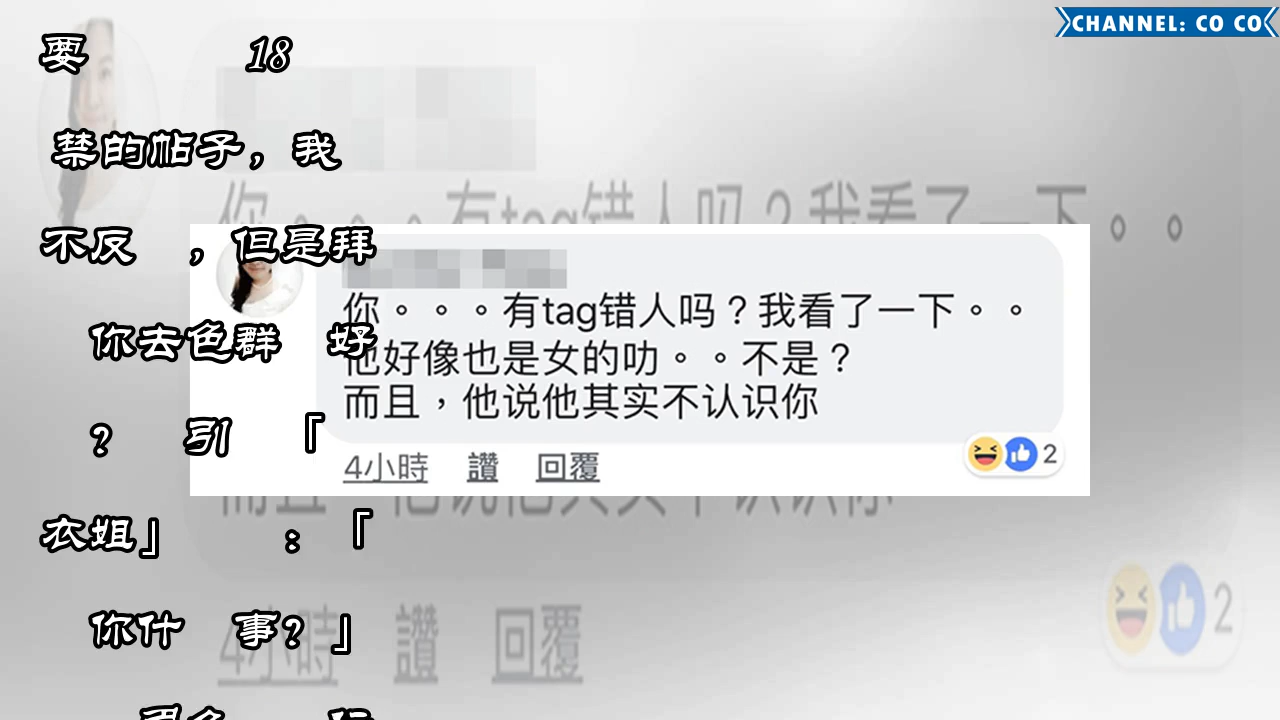 CHANNEL: CO CO
要 18
禁的帖子，我
不反 ，但是拜
你去色群 好
？ 引 「
衣姐」 ：「
你什 事？」
你。。。有tag错人吗？我看了一下。。
他好像也是女的叻。。不是？
而且，他说他其实不认识你
4小時 讚 回覆
2